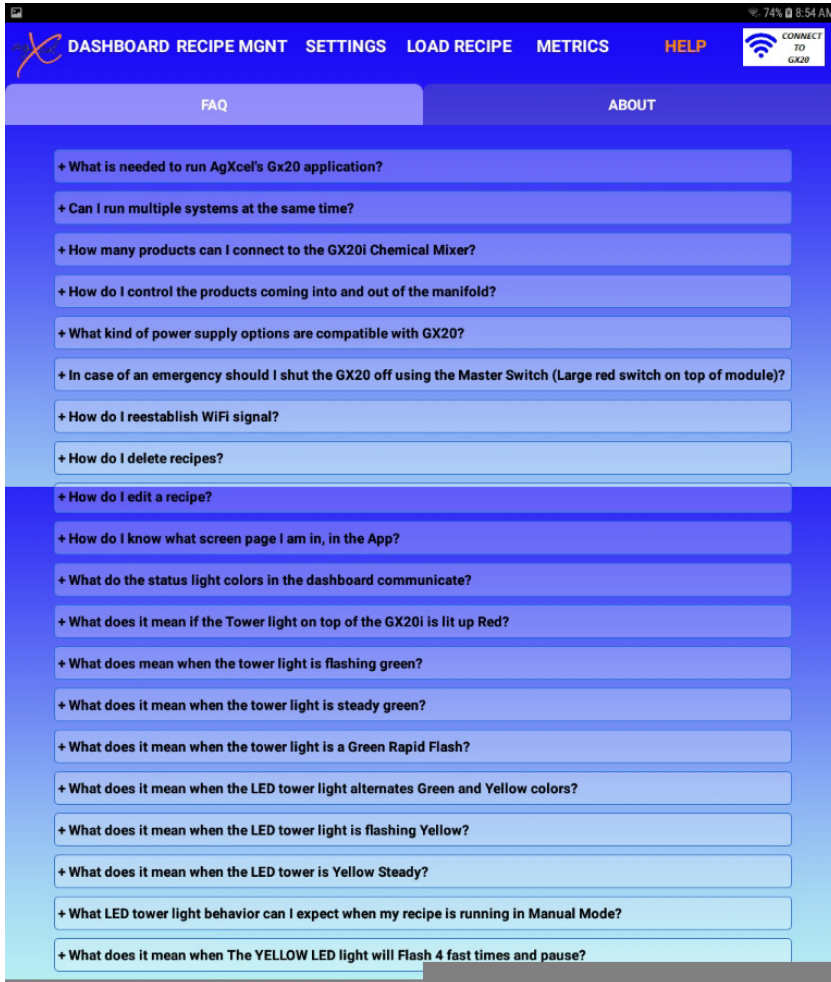 74% 8:54 AM
AgXcel DASHBOARD RECIPE MGNT SETTINGS LOAD RECIPE METRICS HELP
CONNECT
TO
GX20
FAQ ABOUT
+ What is needed to run AgXcel's Gx20 application?
+ Can I run multiple systems at the same time?
+ How many products can I connect to the GX20i Chemical Mixer?
+ How do I control the products coming into and out of the manifold?
+ What kind of power supply options are compatible with GX20?
+ In case of an emergency should I shut the GX20 off using the Master Switch (Large red switch on top of module)?
+ How do I reestablish WiFi signal?
+ How do I delete recipes?
+ How do I edit a recipe?
+ How do I know what screen page I am in, in the App?
+ What do the status light colors in the dashboard communicate?
+ What does it mean if the Tower light on top of the GX20i is lit up Red?
+ What does mean when the tower light is flashing green?
+ What does it mean when the tower light is steady green?
+ What does it mean when the tower light is a Green Rapid Flash?
+ What does it mean when the LED tower light alternates Green and Yellow colors?
+ What does it mean when the LED tower light is flashing Yellow?
+ What does it mean when the LED tower is Yellow Steady?
+ What LED tower light behavior can I expect when my recipe is running in Manual Mode?
+ What does it mean when The YELLOW LED light will Flash 4 fast times and pause?